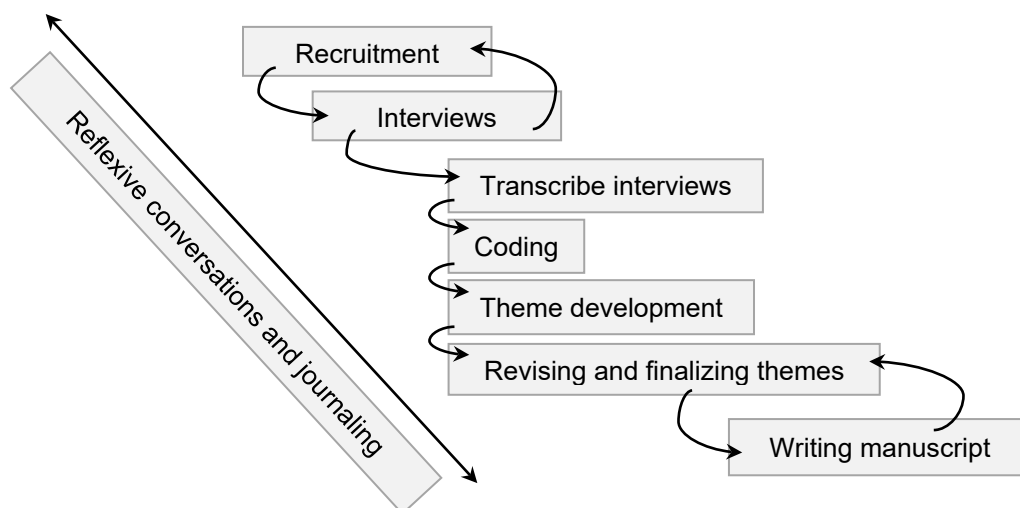 Recruitment
Interviews
Reflexive conversations and journaling
Transcribe interviews
Coding
Theme development
Revising and finalizing themes
Writing manuscript